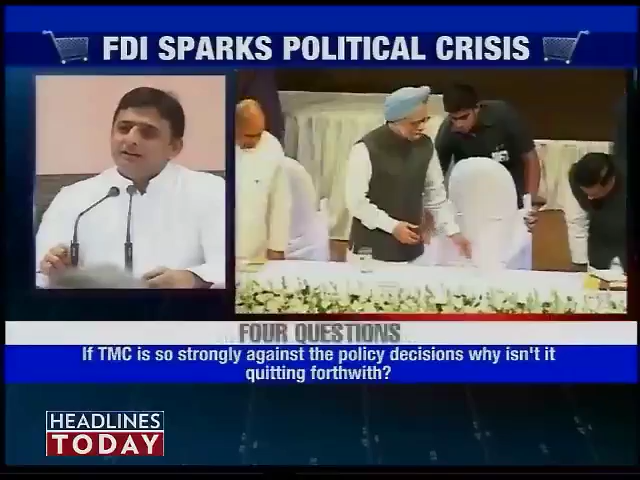 FDI SPARKS POLITICAL CRISIS
FOUR QUESTIONS...
If TMC is so strongly against the policy decisions why isn't it
quitting forthwith?
HEADLINES
TODAY